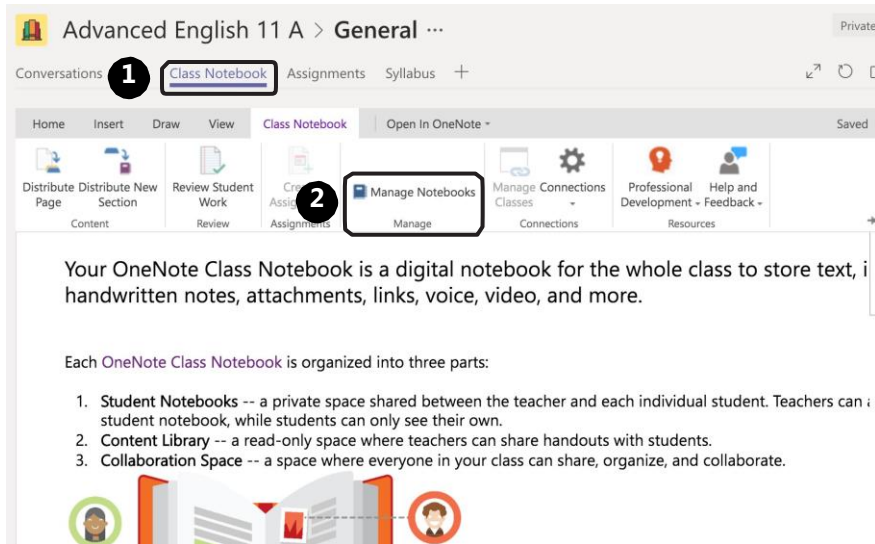 Advanced English 11 A > General ...
Private
Conversations 1 Class Notebook Assignments Syllabus +
Home Insert Draw View Class Notebook Open In OneNote Saved
Distribute Page
Distribute New Section
Review Student Work
2
Manage Notebooks
Manage Classes
Connections
Professional Development
Help and Feedback
Content Review Assignments Manage Connections Resources
Your OneNote Class Notebook is a digital notebook for the whole class to store text,
handwritten notes, attachments, links, voice, video, and more.
Each OneNote Class Notebook is organized into three parts:
1. Student Notebooks -- a private space shared between the teacher and each individual student. Teachers can
student notebook, while students can only see their own.
2. Content Library -- a read-only space where teachers can share handouts with students.
3. Collaboration Space -- a space where everyone in your class can share, organize, and collaborate.